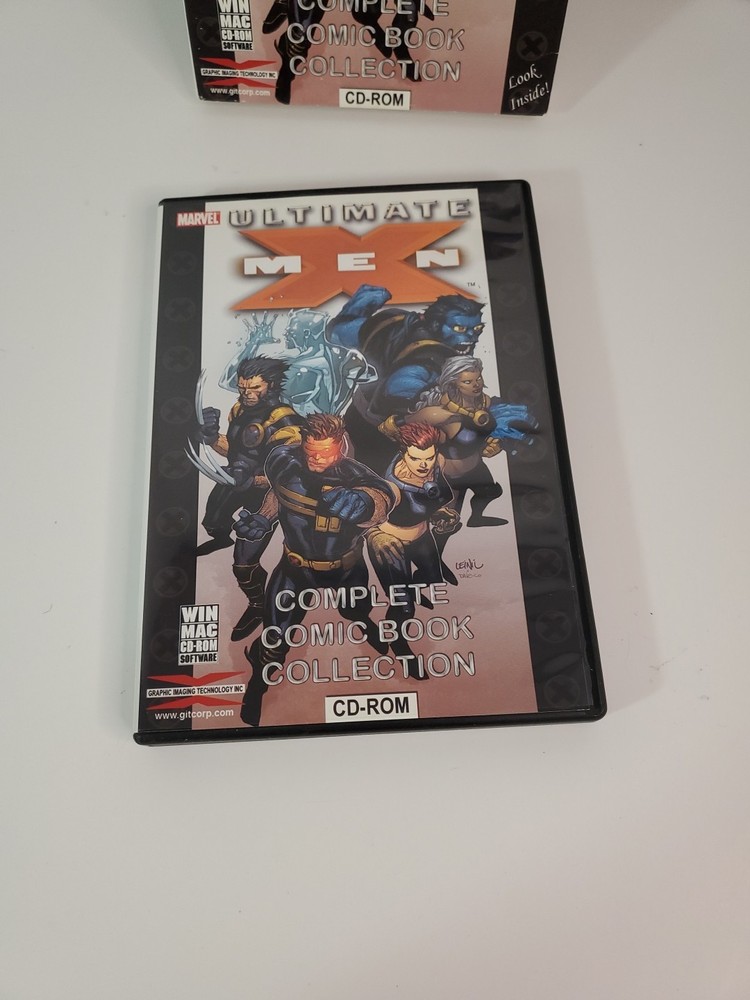 WIN
MAC
CD-ROM
SOFTWARE
COMPLETE
COMIC BOOK
COLLECTION
GRAPHIC IMAGING TECHNOLOGY INC
www.gitcorp.com
CD-ROM
Look
Inside!
MARVEL
ULTIMATE
X
MEN
TM
LEINIL
COMPLETE
COMIC BOOK
COLLECTION
WIN
MAC
CD-ROM
SOFTWARE
GRAPHIC IMAGING TECHNOLOGY INC
www.gitcorp.com
CD-ROM